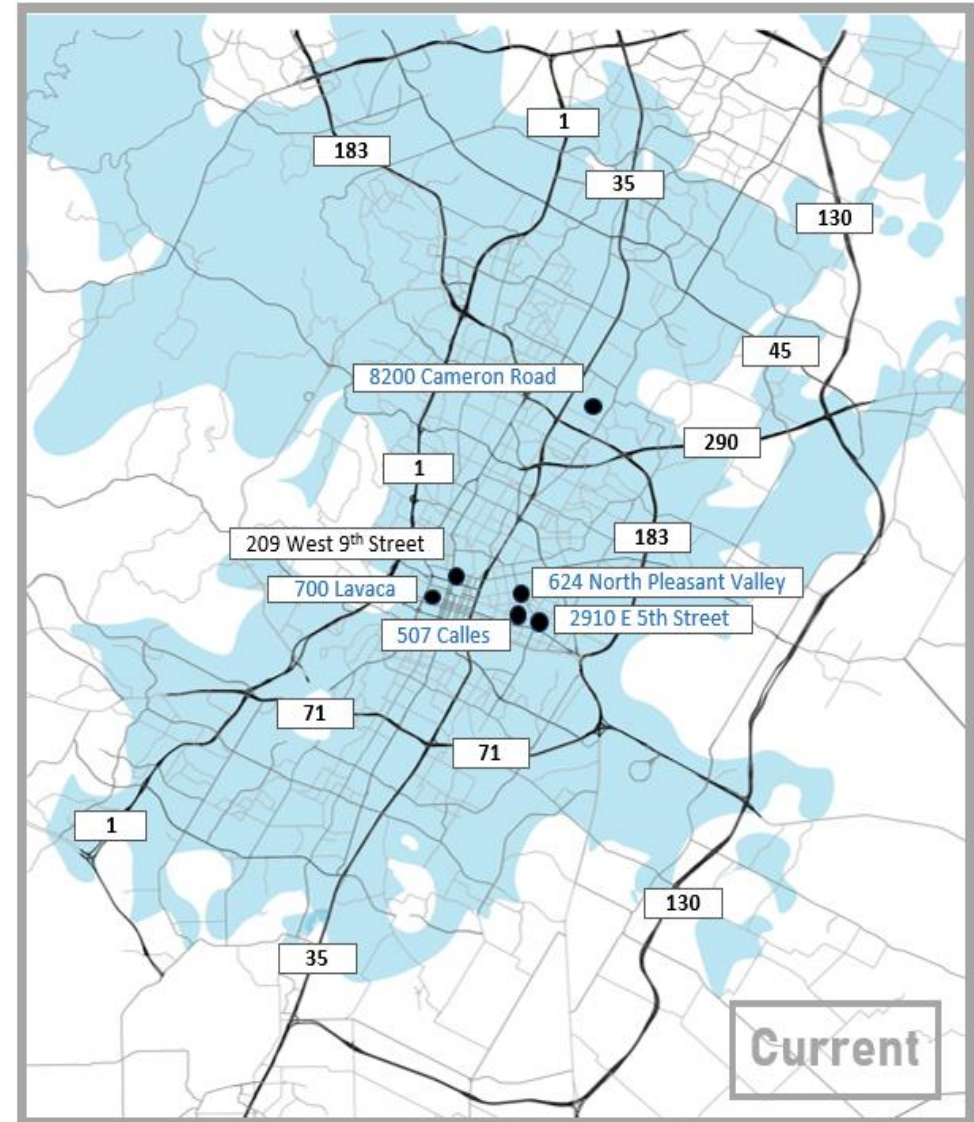 1
183
35
130
45
8200 Cameron Road
290
1
183
209 West 9th Street
700 Lavaca
624 North Pleasant Valley
507 Calles
2910 E 5th Street
71
71
1
130
35
Current